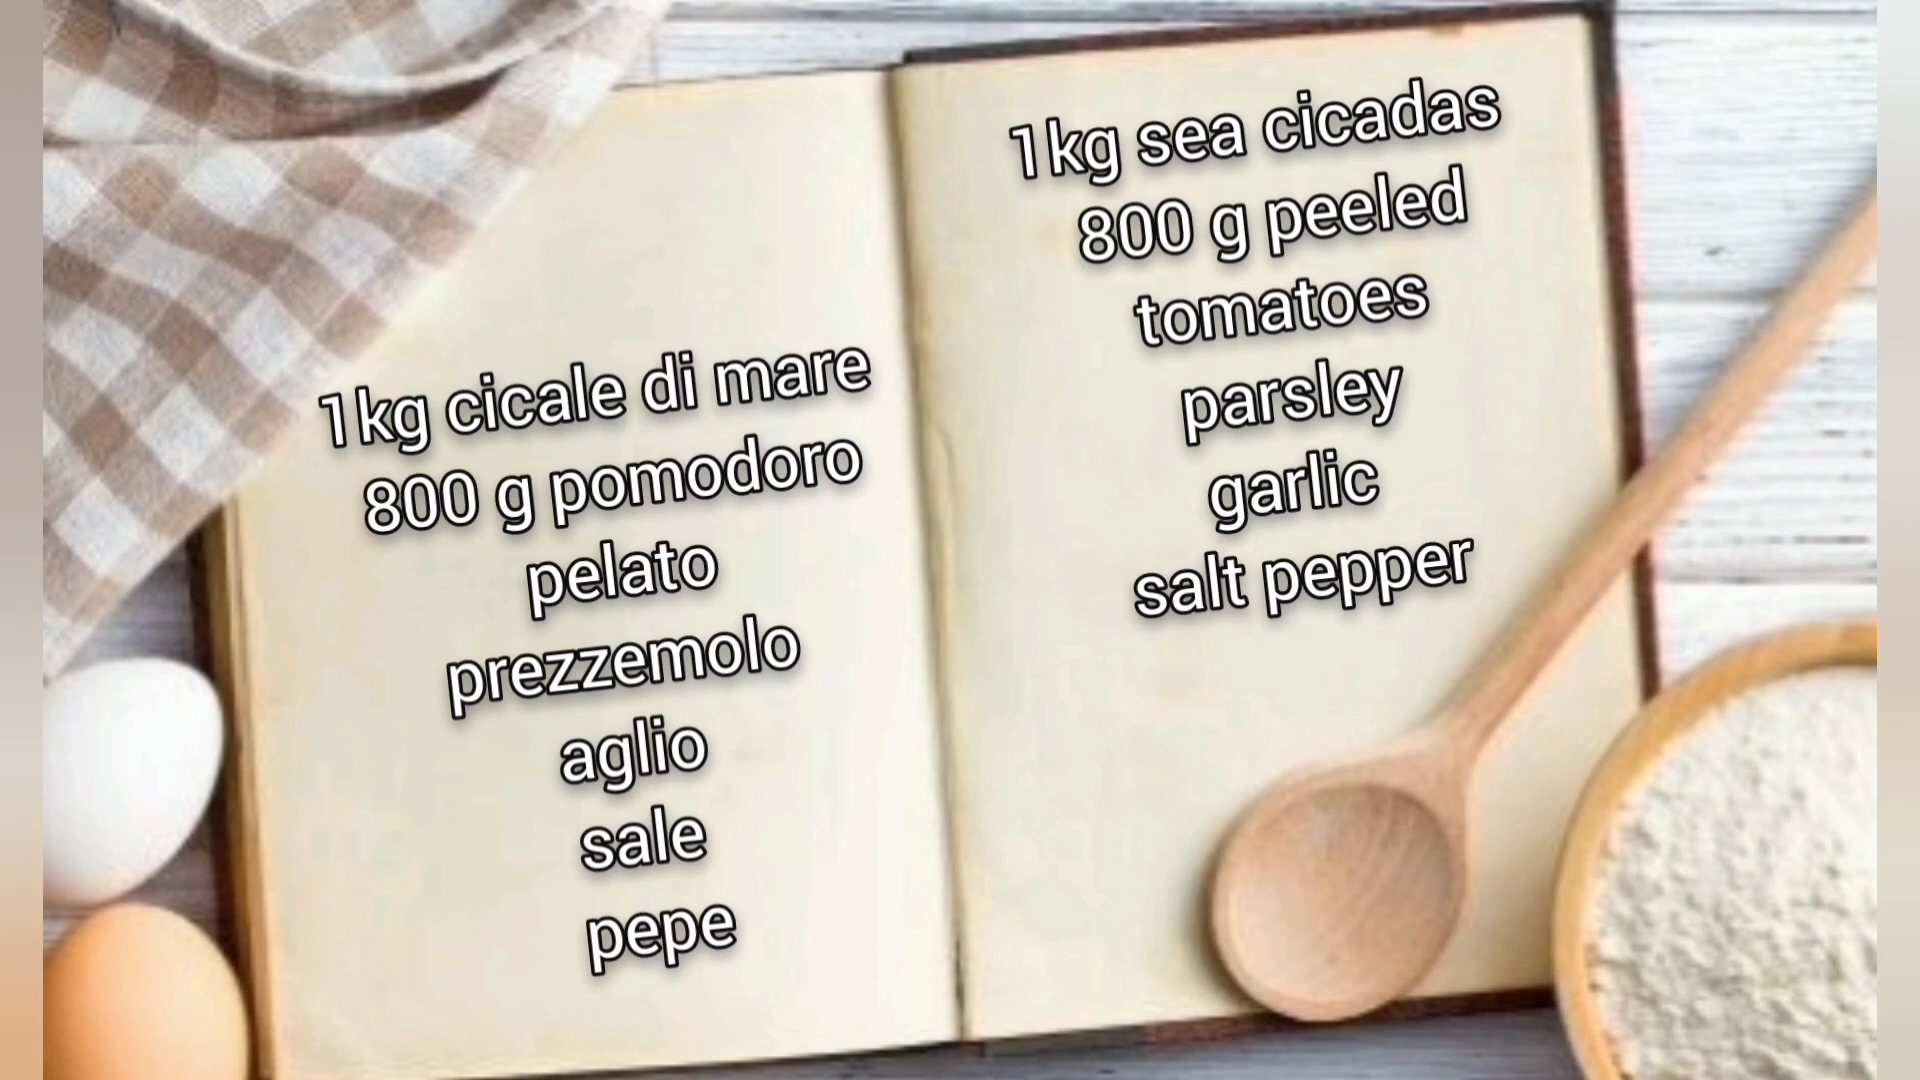 1kg cicale di mare
800 g pomodoro
pelato
prezzemolo
aglio
sale
pepe
1kg sea cicadas
800 g peeled
tomatoes
parsley
garlic
salt pepper